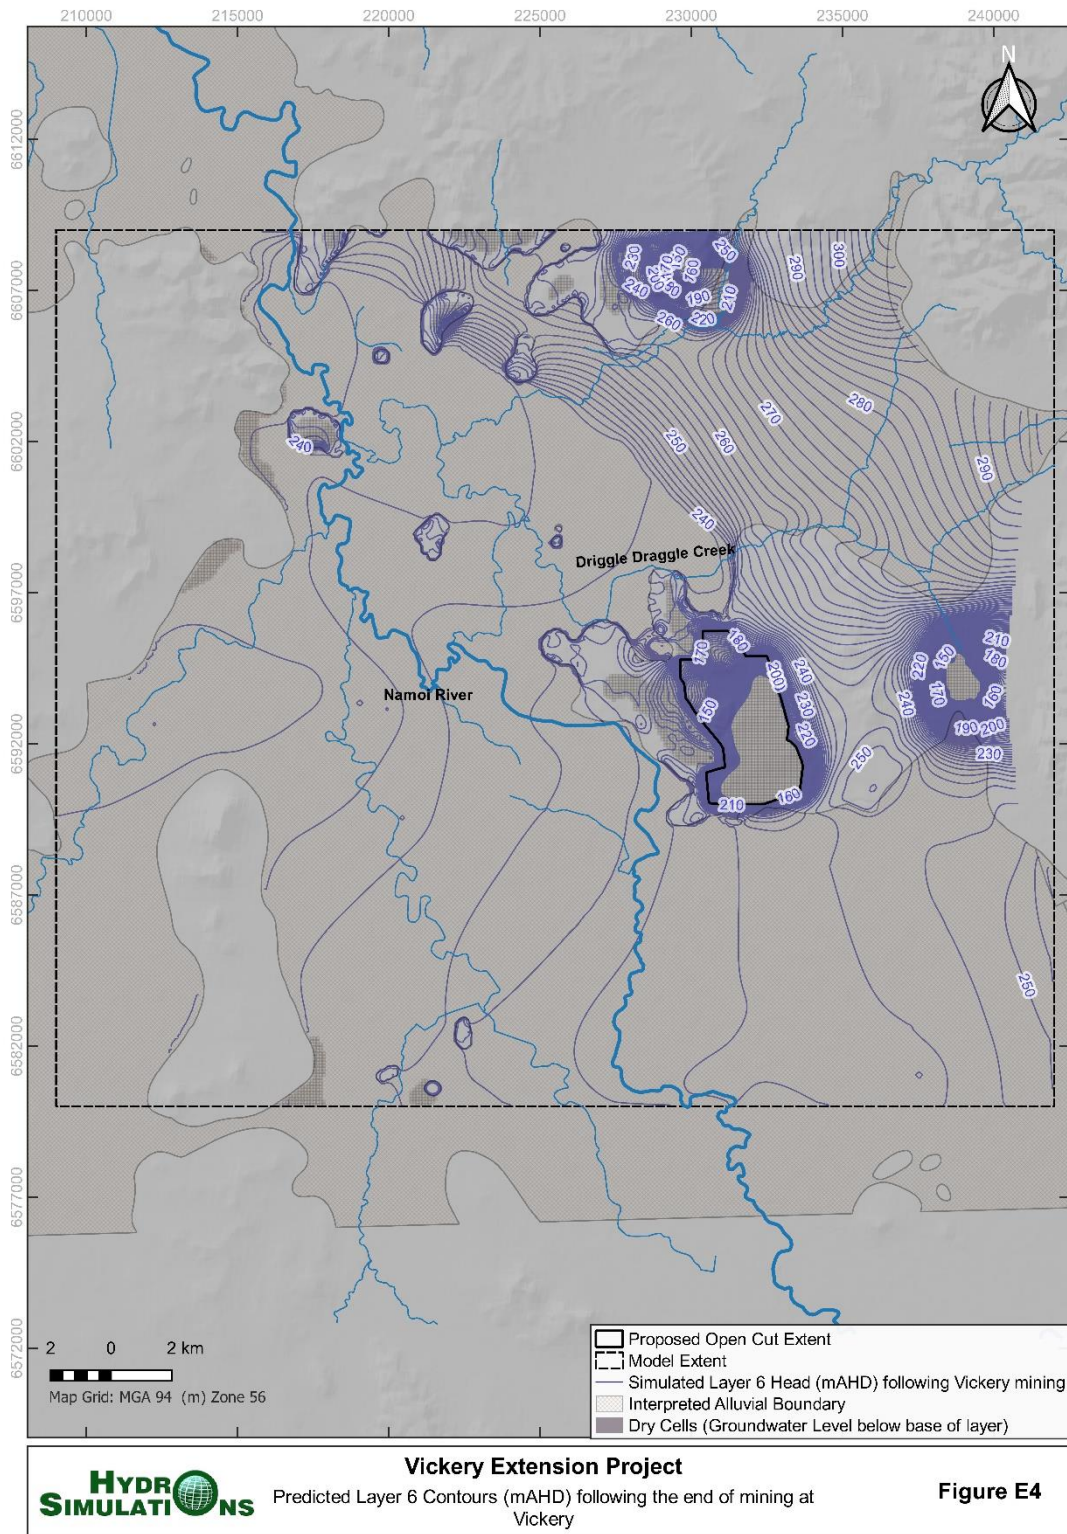 210000 215000 220000 225000 230000 235000 240000
N
6612000
6607000
6602000
6597000
6592000
6587000
6582000
6577000
6572000
230
150
250
160
240
190
210
220
260
290
300
280
270
260
250
290
240
240
Driggle Draggle Creek
180
170
200
240
230
220
150
210
160
210
180
150
220
170
160
240
190
200
230
250
250
Namoi River
2 0 2 km
Map Grid: MGA 94 (m) Zone 56
Proposed Open Cut Extent
Model Extent
Simulated Layer 6 Head (mAHD) following Vickery mining
Interpreted Alluvial Boundary
Dry Cells (Groundwater Level below base of layer)
HYDRO
SIMULATIONS
Vickery Extension Project
Predicted Layer 6 Contours (mAHD) following the end of mining at
Vickery
Figure E4